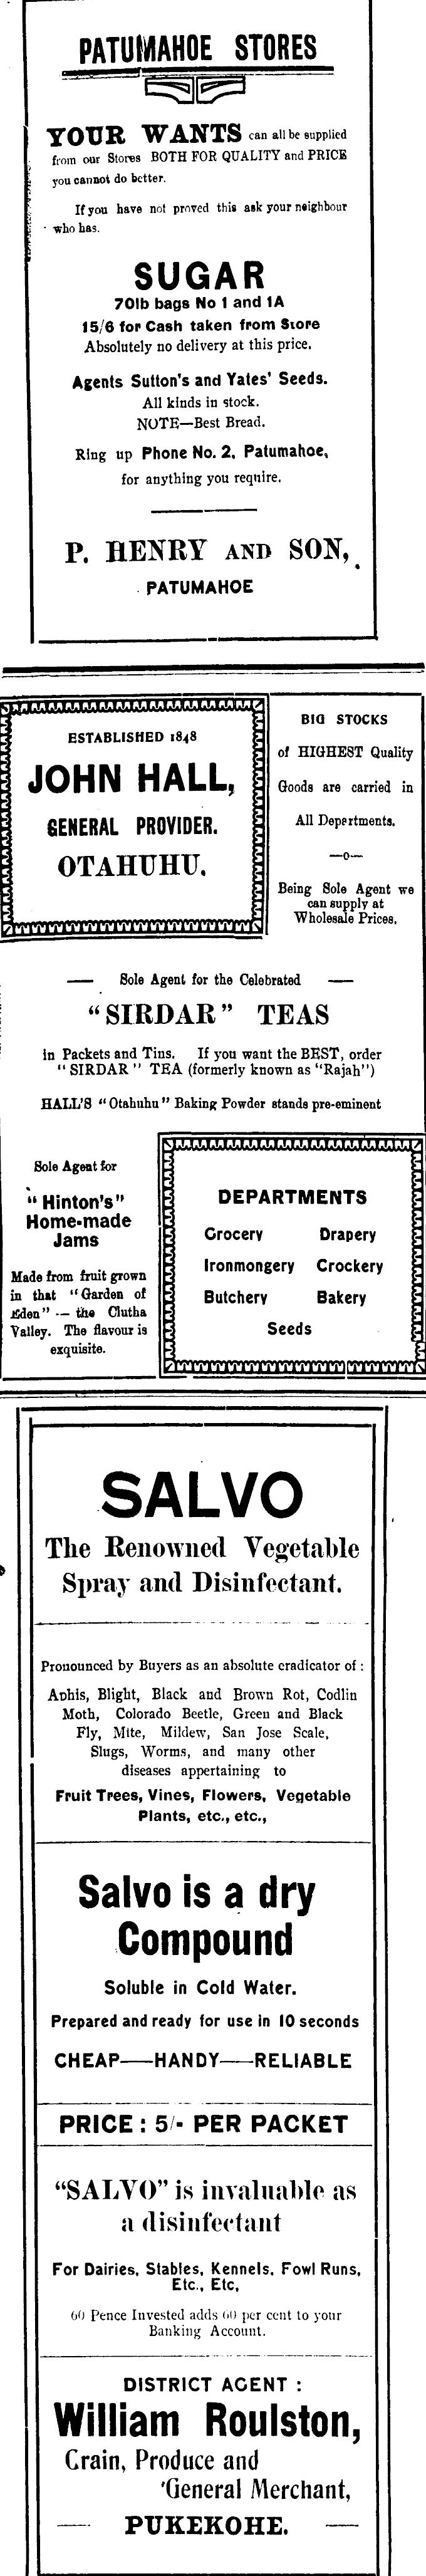 PATUMAHOE STORES
YOUR WANTS can all be supplied
from our Stores BOTH FOR QUALITY and PRICE
you cannot do better.
If you have not proved this ask your neighbour
who has.
SUGAR
70lb bags No 1 and 1A
15/6 for Cash taken from Store
Absolutely no delivery at this price.
Agents Sutton's and Yates' Seeds.
All kinds in stock.
NOTE—Best Bread.
Ring up Phone No. 2, Patumahoe,
for anything you require.
P. HENRY AND SON,
PATUMAHOE
ESTABLISHED 1848
JOHN HALL,
GENERAL PROVIDER.
OTAHUHU.
BIG STOCKS
of HIGHEST Quality
Goods are carried in
All Departments.
—o—
Being Sole Agent we
can supply at
Wholesale Prices.
— Sole Agent for the Celebrated —
"SIRDAR" TEAS
in Packets and Tins. If you want the BEST, order
"SIRDAR" TEA (formerly known as "Rajah")
HALL'S "Otahuhu" Baking Powder stands pre-eminent
Sole Agent for
"Hinton's"
Home-made
Jams
Made from fruit grown
in that "Garden of
Eden" -- the Clutha
Valley. The flavour is
exquisite.
DEPARTMENTS
Grocery Drapery
Ironmongery Crockery
Butchery Bakery
Seeds
SALVO
The Renowned Vegetable
Spray and Disinfectant.
Pronounced by Buyers as an absolute eradicator of :
Aphis, Blight, Black and Brown Rot, Codlin
Moth, Colorado Beetle, Green and Black
Fly, Mite, Mildew, San Jose Scale,
Slugs, Worms, and many other
diseases appertaining to
Fruit Trees, Vines, Flowers, Vegetable
Plants, etc., etc.,
Salvo is a dry
Compound
Soluble in Cold Water.
Prepared and ready for use in 10 seconds
CHEAP—HANDY—RELIABLE
PRICE : 5/- PER PACKET
"SALVO" is invaluable as
a disinfectant
For Dairies, Stables, Kennels, Fowl Runs,
Etc., Etc,
60 Pence Invested adds 60 per cent to your
Banking Account.
DISTRICT AGENT :
William Roulston,
Grain, Produce and
General Merchant,
— PUKEKOHE. —